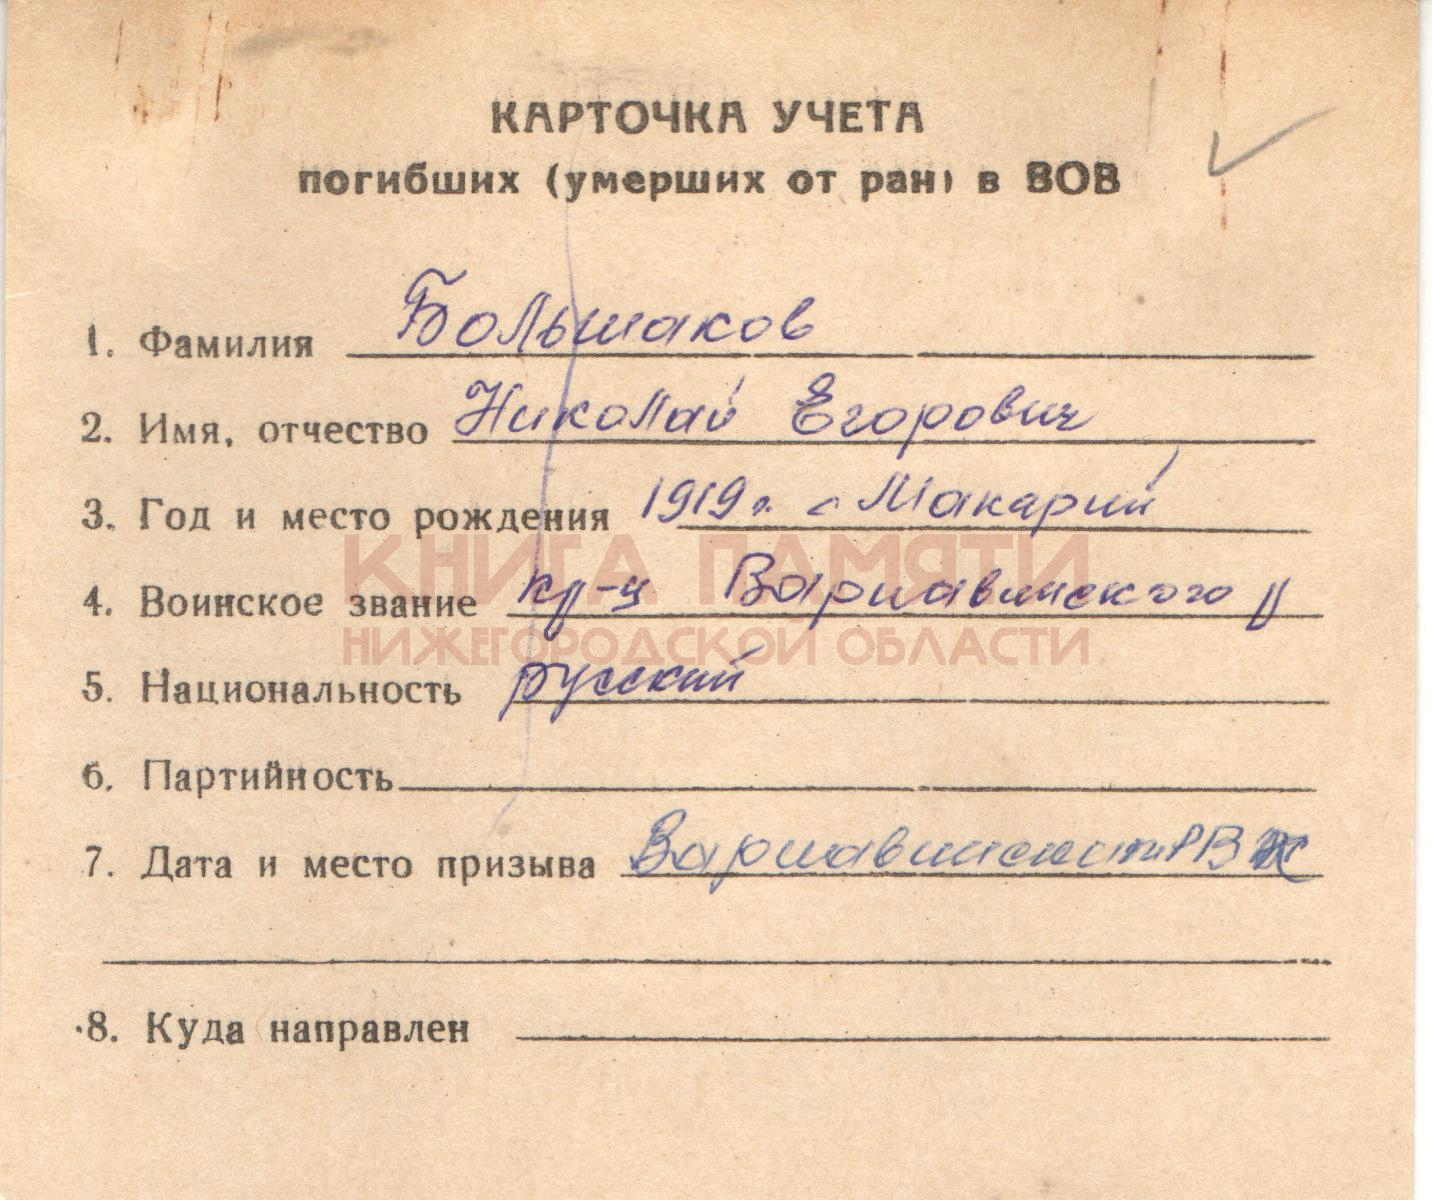 КАРТОЧКА УЧЕТА
погибших (умерших от ран) в ВОВ
1. Фамилия Большаков
2. Имя, отчество Николай Егорович
3. Год и место рождения 1919г. с Макарий
4. Воинское звание кр-ц Варнавинского р
КНИГА ПАМЯТИ
НИЖЕГОРОДСКОЙ ОБЛАСТИ
5. Национальность русский
6. Партийность
7. Дата и место призыва Варнавинским РВК
8. Куда направлен